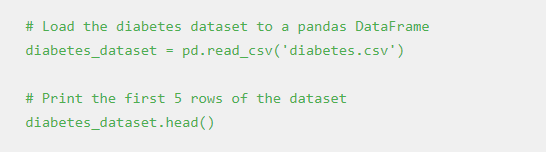 # Load the diabetes dataset to a pandas DataFrame
diabetes_dataset = pd.read_csv('diabetes.csv')
# Print the first 5 rows of the dataset
diabetes_dataset.head()